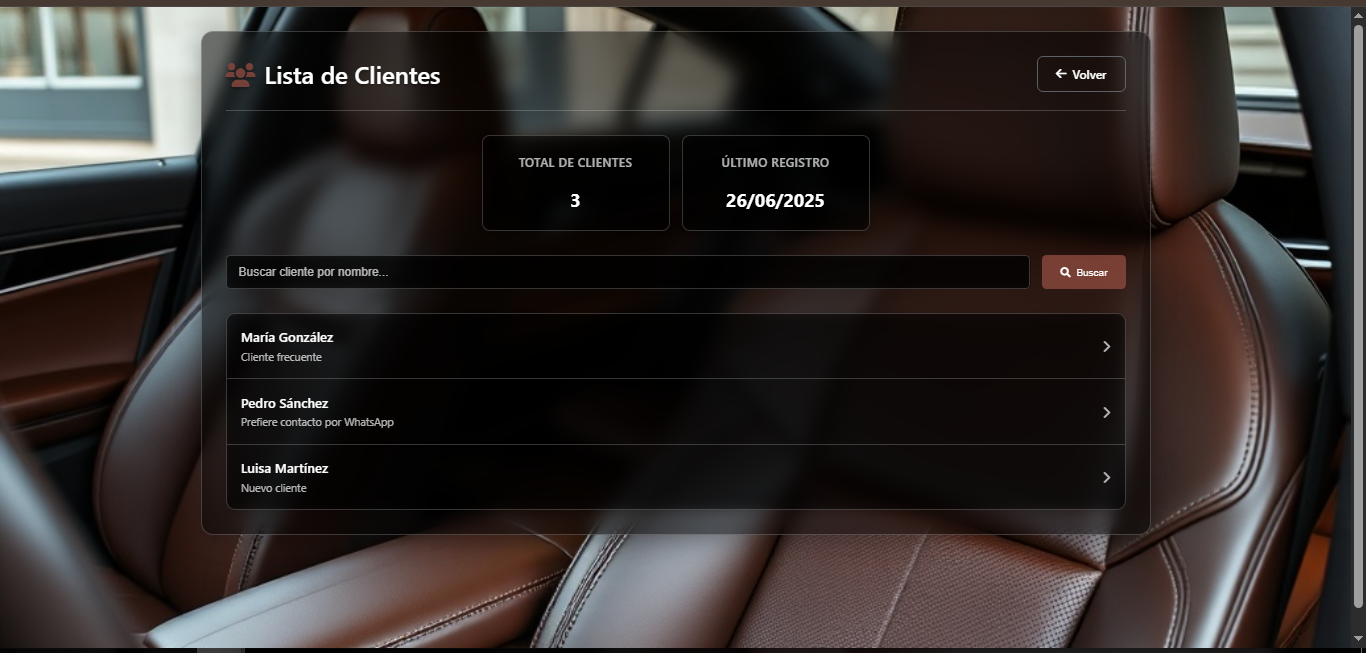 Lista de Clientes
Volver
TOTAL DE CLIENTES
3
ÚLTIMO REGISTRO
26/06/2025
Buscar cliente por nombre...
Buscar
María González
Cliente frecuente
Pedro Sánchez
Prefiere contacto por WhatsApp
Luisa Martínez
Nuevo cliente